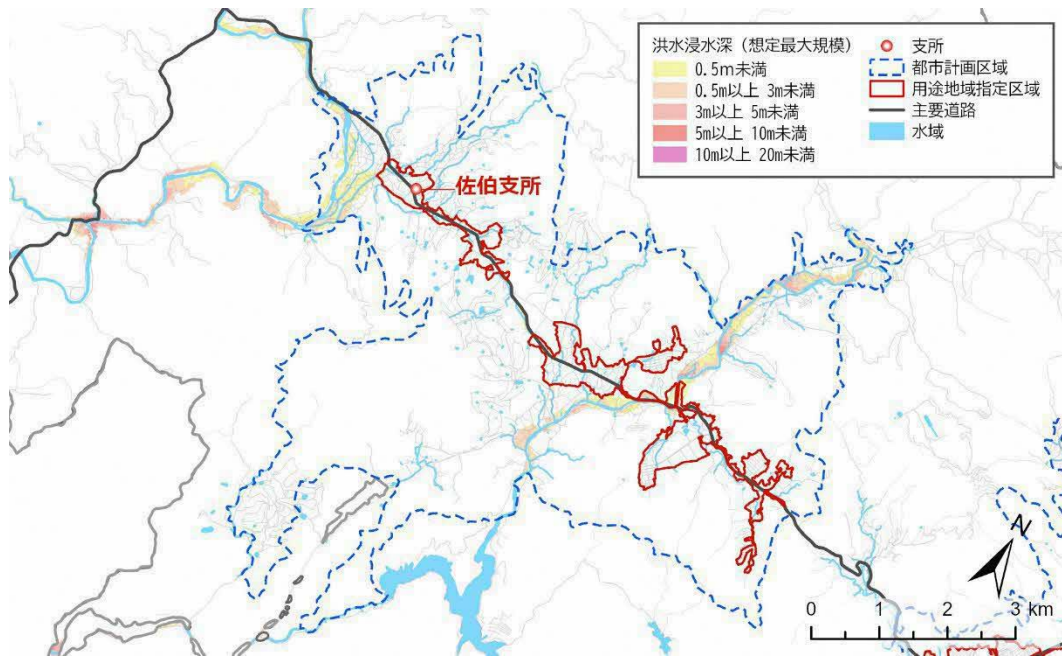 洪水浸水深（想定最大規模）
0.5m未満
0.5m以上 3m未満
3m以上 5m未満
5m以上 10m未満
10m以上 20m未満
支所
都市計画区域
用途地域指定区域
主要道路
水域
佐伯支所
N
0 1 2 3 km